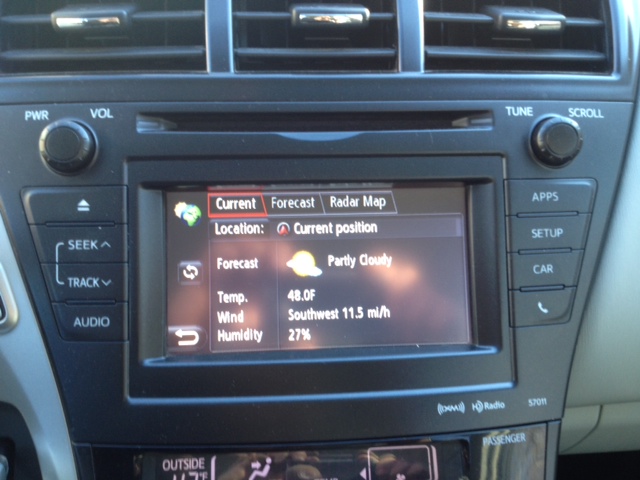 PWR VOL TUNE SCROLL
SEEK
TRACK
AUDIO
Current Forecast Radar Map
Location: Current position
Forecast Partly Cloudy
Temp. 48.0F
Wind Southwest 11.5 mi/h
Humidity 27%
APPS
SETUP
CAR
((XM)) HD Radio 57011
PASSENGER
OUTSIDE